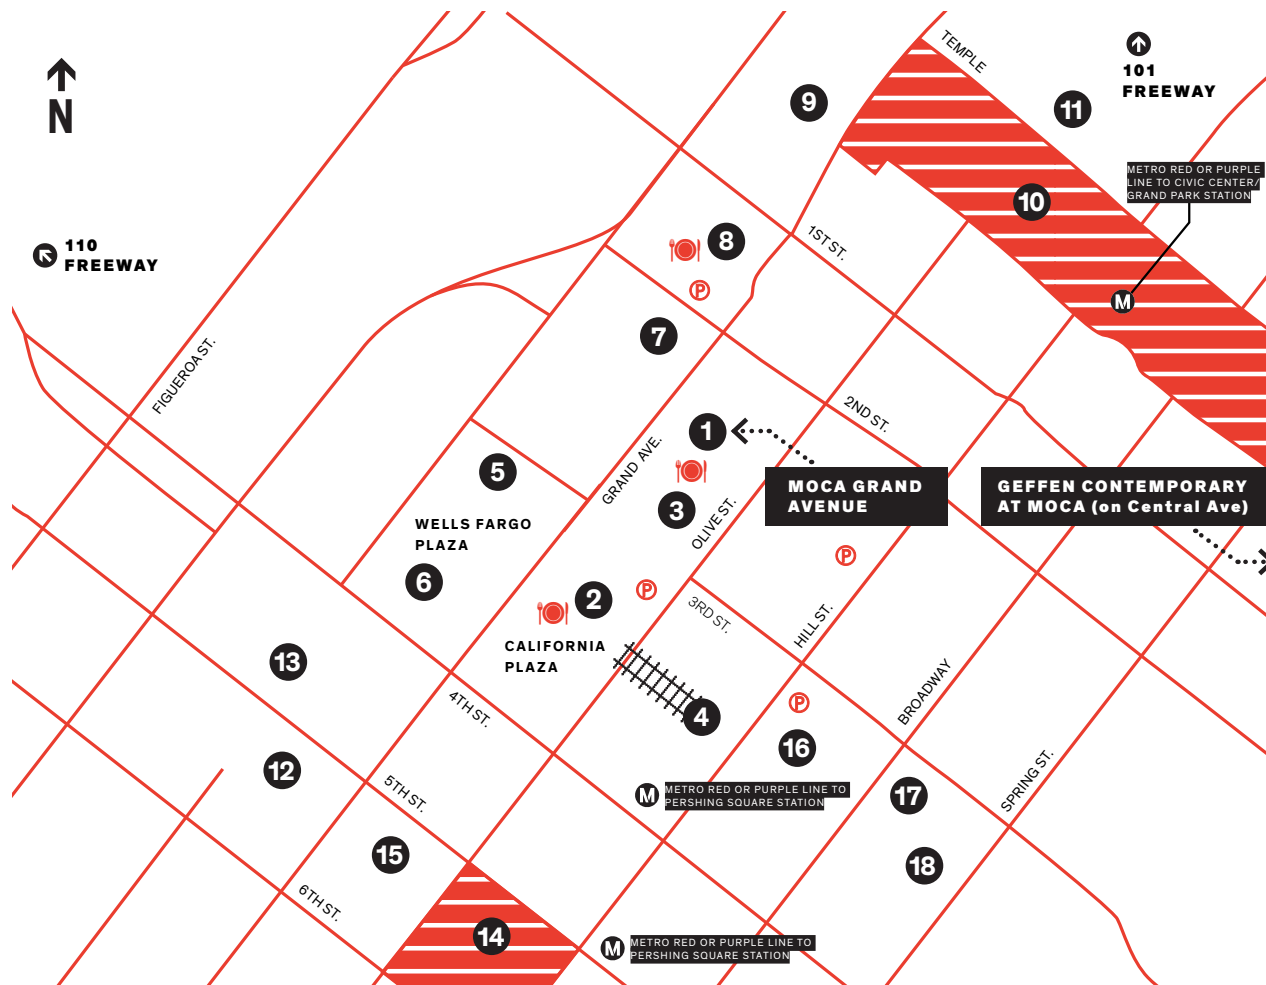 TEMPLE
101
FREEWAY
9
11
N
METRO RED OR PURPLE
LINE TO CIVIC CENTER/
GRAND PARK STATION
10
110
FREEWAY
8
1ST ST.
P
M
7
FIGUEROA ST.
1
2ND ST.
GRAND AVE.
5
MOCA GRAND
AVENUE
GEFFEN CONTEMPORARY
AT MOCA (on Central Ave)
3
OLIVE ST.
WELLS FARGO
PLAZA
6
P
2
P
3RD ST.
HILL ST.
CALIFORNIA
PLAZA
13
4TH ST.
4
P
BROADWAY
16
12
5TH ST.
M
METRO RED OR PURPLE LINE TO
PERSHING SQUARE STATION
17
SPRING ST.
15
18
6TH ST.
14
M
METRO RED OR PURPLE LINE TO
PERSHING SQUARE STATION